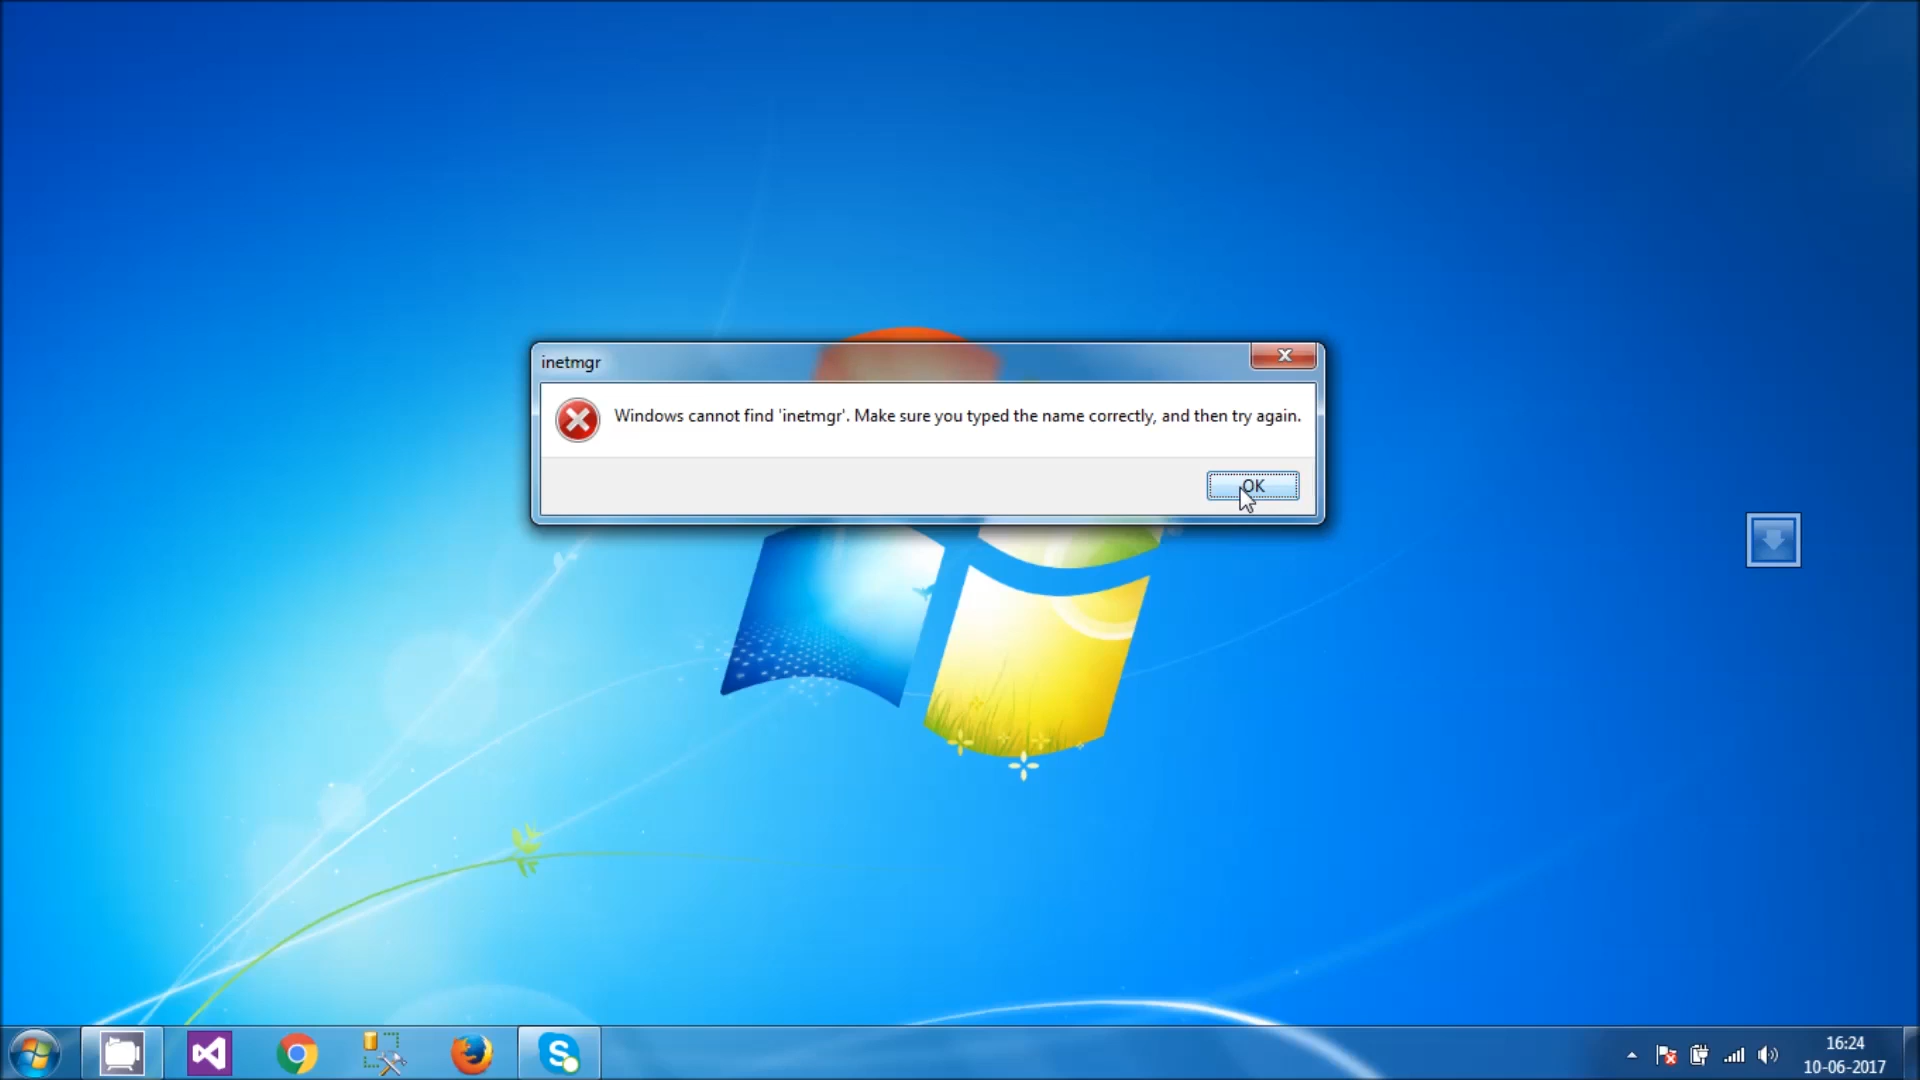 inetmgr
Windows cannot find 'inetmgr'. Make sure you typed the name correctly, and then try again.
OK
16:24
10-06-2017